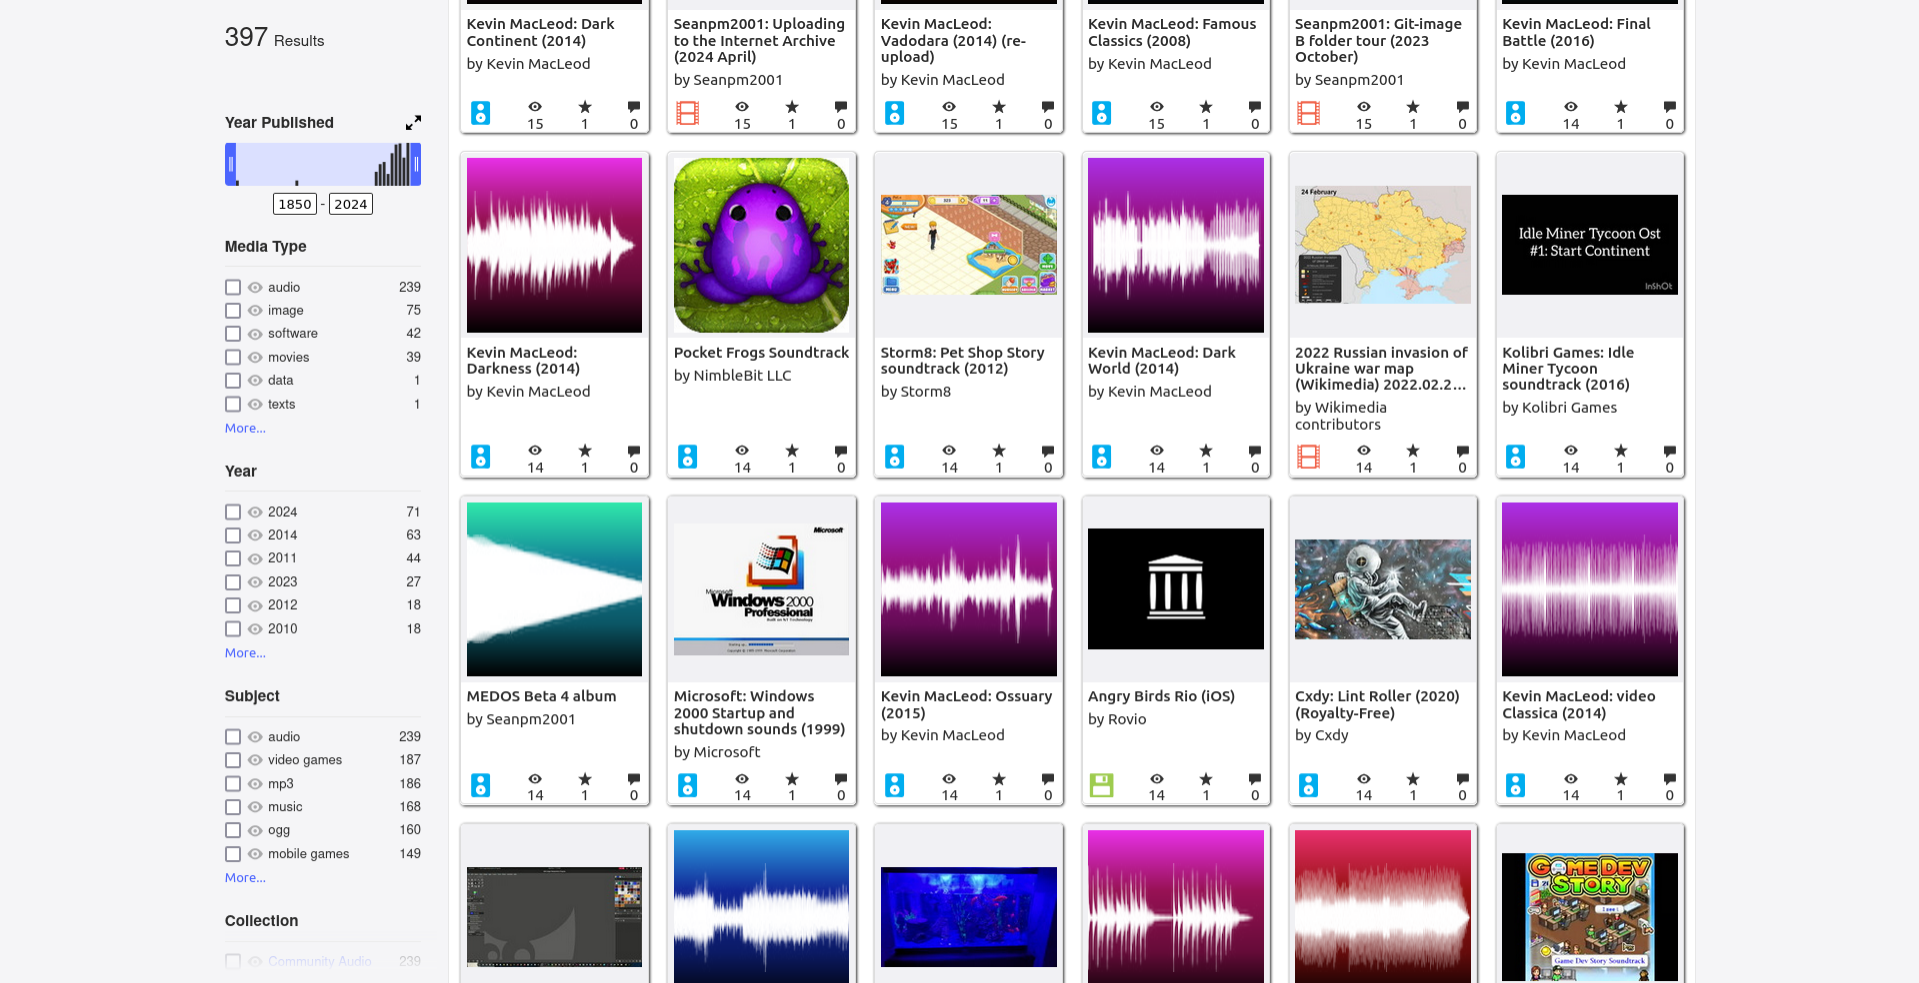 397 Results
Year Published
1850 - 2024
Media Type
audio 239
image 75
software 42
movies 39
data 1
texts 1
More...
Year
2024 71
2014 63
2011 44
2023 27
2012 18
2010 18
More...
Subject
audio 239
video games 187
mp3 186
music 168
ogg 160
mobile games 149
More...
Collection
Community Audio 239
Kevin MacLeod: Dark
Continent (2014)
by Kevin MacLeod
15 1 0
Seanpm2001: Uploading
to the Internet Archive
(2024 April)
by Seanpm2001
15 1 0
Kevin MacLeod:
Vadodara (2014) (re-
upload)
by Kevin MacLeod
15 1 0
Kevin MacLeod: Famous
Classics (2008)
by Kevin MacLeod
15 1 0
Seanpm2001: Git-image
B folder tour (2023
October)
by Seanpm2001
15 1 0
Kevin MacLeod: Final
Battle (2016)
by Kevin MacLeod
14 1 0
Kevin MacLeod:
Darkness (2014)
by Kevin MacLeod
14 1 0
Pocket Frogs Soundtrack
by NimbleBit LLC
14 1 0
Storm8: Pet Shop Story
soundtrack (2012)
by Storm8
14 1 0
Kevin MacLeod: Dark
World (2014)
by Kevin MacLeod
14 1 0
24 February
2022 Russian invasion of
Ukraine war map
(Wikimedia) 2022.02.2...
by Wikimedia
contributors
14 1 0
Idle Miner Tycoon Ost
#1: Start Continent
InShOt
Kolibri Games: Idle
Miner Tycoon
soundtrack (2016)
by Kolibri Games
14 1 0
MEDOS Beta 4 album
by Seanpm2001
14 1 0
Microsoft
Microsoft
Windows 2000
Professional
Built on NT Technology
Microsoft: Windows
2000 Startup and
shutdown sounds (1999)
by Microsoft
14 1 0
Kevin MacLeod: Ossuary
(2015)
by Kevin MacLeod
14 1 0
Angry Birds Rio (iOS)
by Rovio
14 1 0
Cxdy: Lint Roller (2020)
(Royalty-Free)
by Cxdy
14 1 0
Kevin MacLeod: video
Classica (2014)
by Kevin MacLeod
14 1 0
GAME DEV
STORY
Game Dev Story Soundtrack